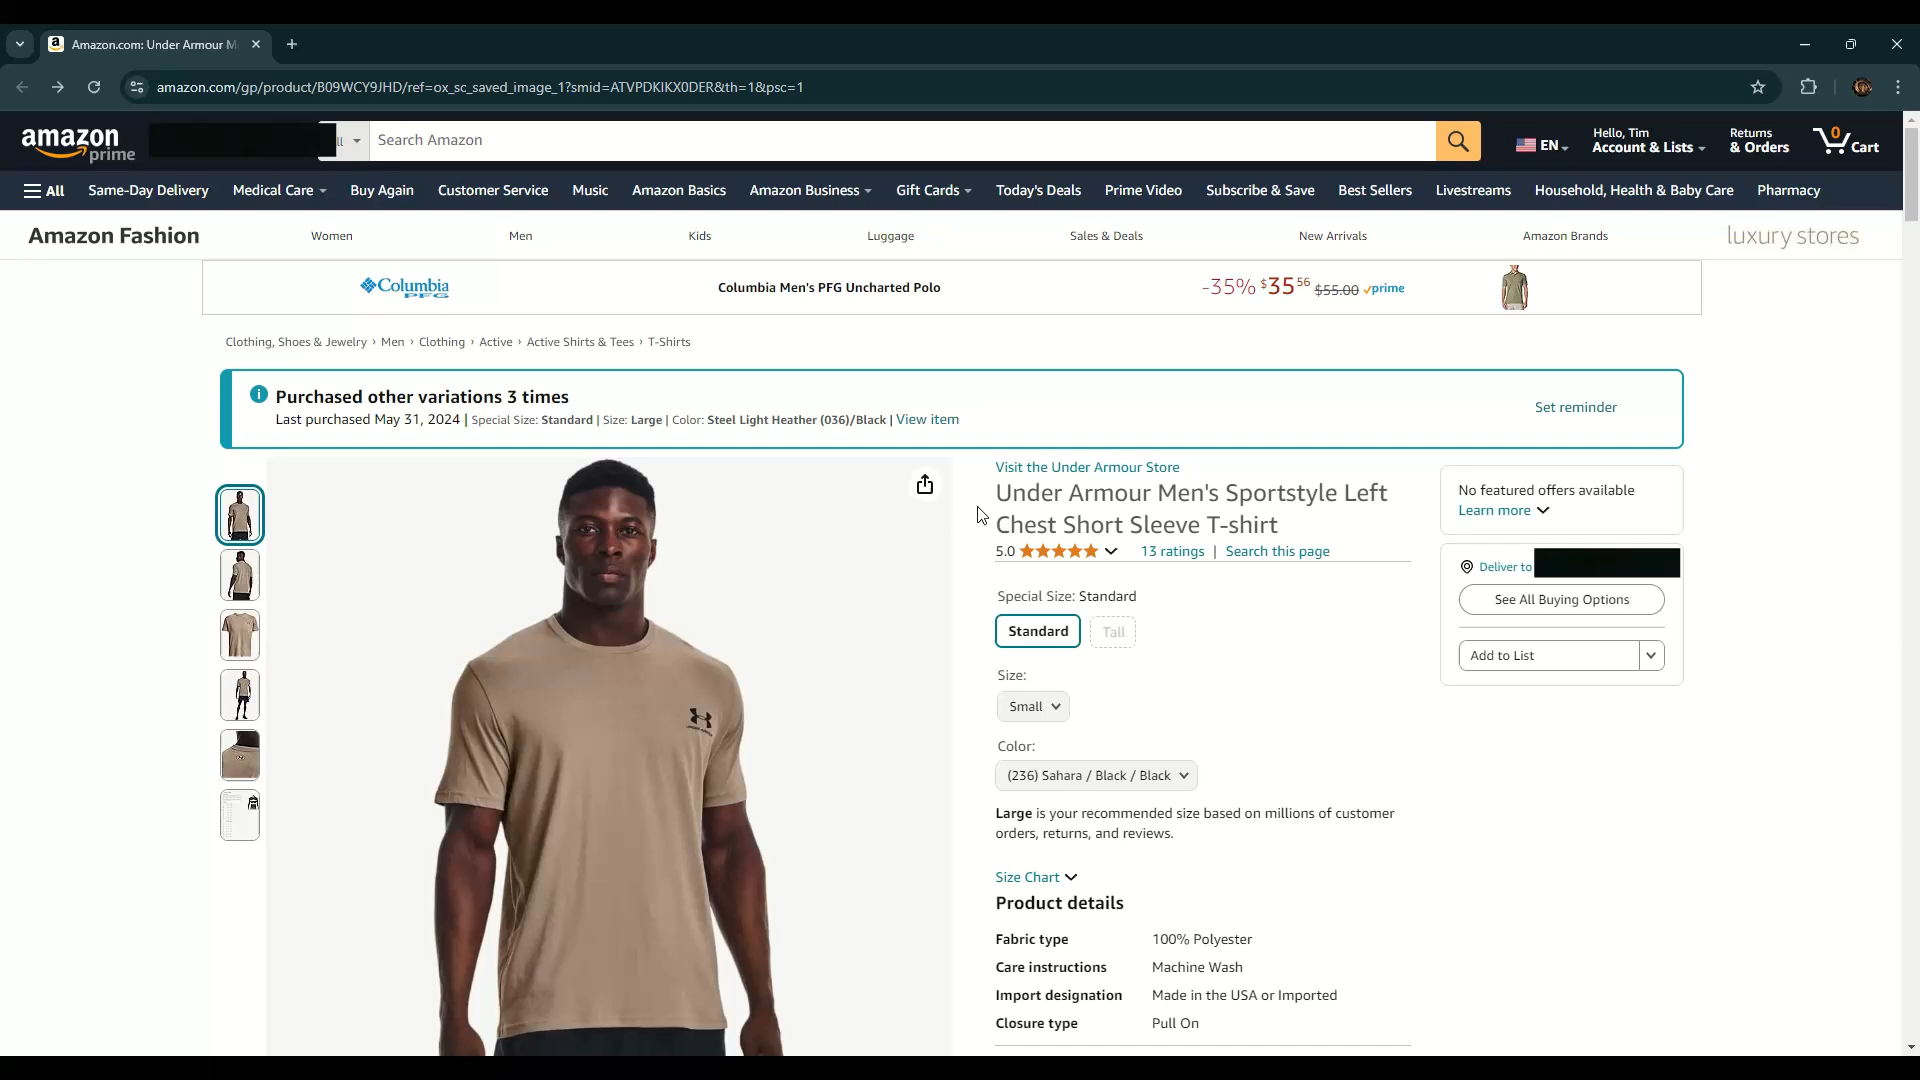 Amazon.com: Under Armour M
amazon.com/gp/product/B09WCY9JHD/ref=ox_sc_saved_image_1?smid=ATVPDKIKX0DER&th=1&psc=1
amazon prime
Search Amazon
EN
Hello, Tim
Account & Lists
Returns
& Orders
0
Cart
All Same-Day Delivery Medical Care Buy Again Customer Service Music Amazon Basics Amazon Business Gift Cards Today's Deals Prime Video Subscribe & Save Best Sellers Livestreams Household, Health & Baby Care Pharmacy
Amazon Fashion Women Men Kids Luggage Sales & Deals New Arrivals Amazon Brands luxury stores
Columbia PFG Columbia Men's PFG Uncharted Polo -35% $35 56 $55.00 prime
Clothing, Shoes & Jewelry › Men › Clothing › Active › Active Shirts & Tees › T-Shirts
Purchased other variations 3 times
Last purchased May 31, 2024 | Special Size: Standard | Size: Large | Color: Steel Light Heather (036)/Black | View item
Set reminder
Visit the Under Armour Store
Under Armour Men's Sportstyle Left
Chest Short Sleeve T-shirt
5.0 13 ratings | Search this page
Special Size: Standard
Standard Tall
Size:
Small
Color:
(236) Sahara / Black / Black
Large is your recommended size based on millions of customer
orders, returns, and reviews.
Size Chart
Product details
Fabric type 100% Polyester
Care instructions Machine Wash
Import designation Made in the USA or Imported
Closure type Pull On
No featured offers available
Learn more
Deliver to
See All Buying Options
Add to List